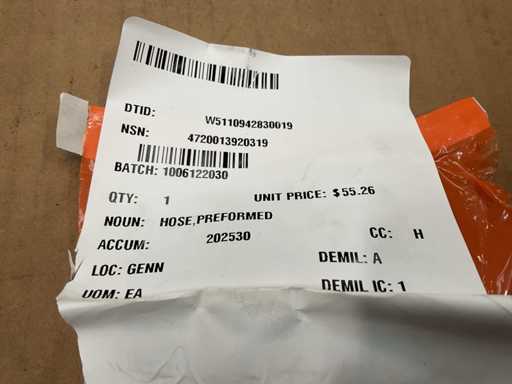 DTID: W5110942830019
NSN: 4720013920319
BATCH: 1006122030
QTY: 1 UNIT PRICE: $55.26
NOUN: HOSE,PREFORMED
ACCUM: 202530 CC: H
LOC: GENN DEMIL: A
UOM: EA DEMIL IC: 1